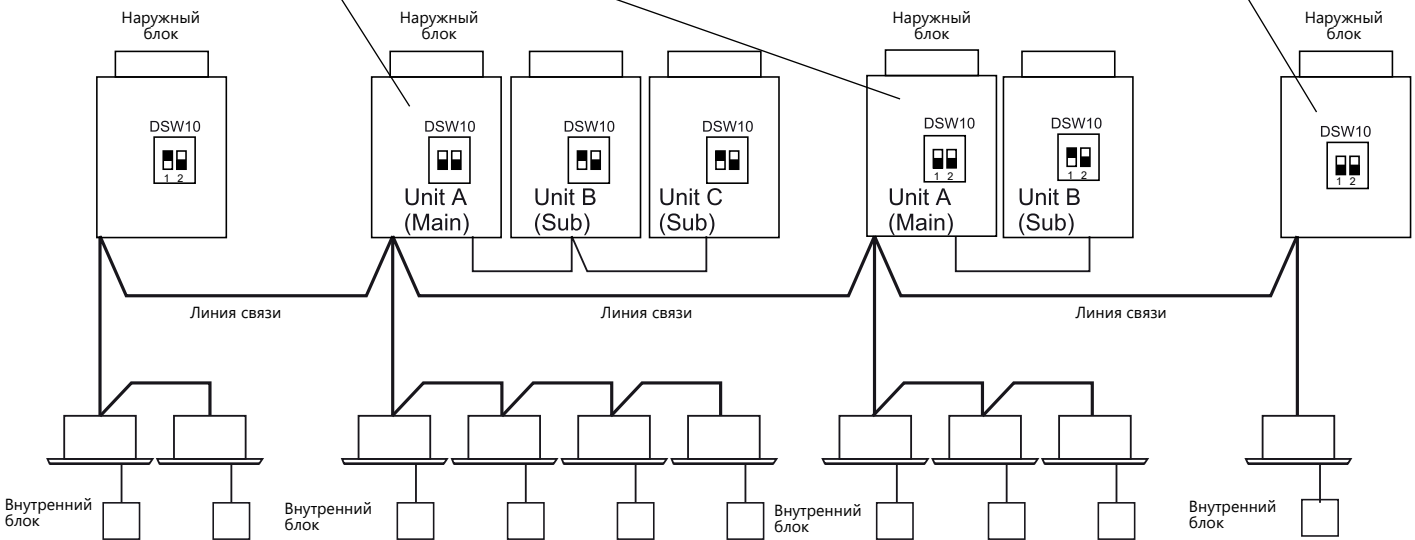 Наружный
блок
Наружный
блок
Наружный
блок
Наружный
блок
DSW10
1 2
DSW10
DSW10
DSW10
DSW10
1 2
DSW10
1 2
DSW10
1 2
Unit A
(Main)
Unit B
(Sub)
Unit C
(Sub)
Unit A
(Main)
Unit B
(Sub)
Линия связи
Линия связи
Линия связи
Внутренний
блок
Внутренний
блок
Внутренний
блок
Внутренний
блок